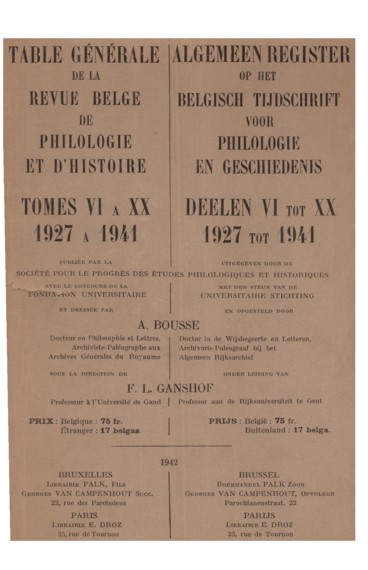 TABLE GÉNÉRALE
DE LA
REVUE BELGE
DE
PHILOLOGIE
ET D'HISTOIRE
TOMES VI A XX
1927 A 1941
PUBLIÉE PAR LA
ALGEMEEN REGISTER
OP HET
BELGISCH TIJDSCHRIFT
VOOR
PHILOLOGIE
EN GESCHIEDENIS
DEELEN VI TOT XX
1927 TOT 1941
UITGEGEVEN DOOR DE
SOCIÉTÉ POUR LE PROGRÈS DES ÉTUDES PHILOLOGIQUES ET HISTORIQUES
AVEC LE CONCOURS DE LA
FONDATION UNIVERSITAIRE
ET DRESSÉE PAR
MET DEN STEUN VAN DE
UNIVERSITAIRE STICHTING
EN OPGESTELD DOOR
A. BOUSSE
Docteur en Philosophie et Lettres,
Archiviste-Paléographe aux
Archives Générales du Royaume
SOUS LA DIRECTION DE
Doctor in de Wijsbegeerte en Letteren,
Archivaris-Paleograaf bij het
Algemeen Rijksarchief
ONDER LEIDING VAN
F. L. GANSHOF
Professeur à l'Université de Gand
PRIX : Belgique : 75 fr.
Étranger : 17 belgas.
Professor aan de Rijksuniversiteit te Gent
PRIJS : België : 75 fr.
Buitenland : 17 belga.
1942
BRUXELLES
LIBRAIRIE FALK, FILS
GEORGES VAN CAMPENHOUT SUCC.
22, rue des Paroissiens
PARIS
LIBRAIRIE E. DROZ
25, rue de Tournon
BRUSSEL
BOEKHANDEL FALK ZOON
GEORGES VAN CAMPENHOUT, OPVOLGER
Parochianenstraat, 22
PARIJS
LIBRAIRIE E. DROZ
25, rue de Tournon